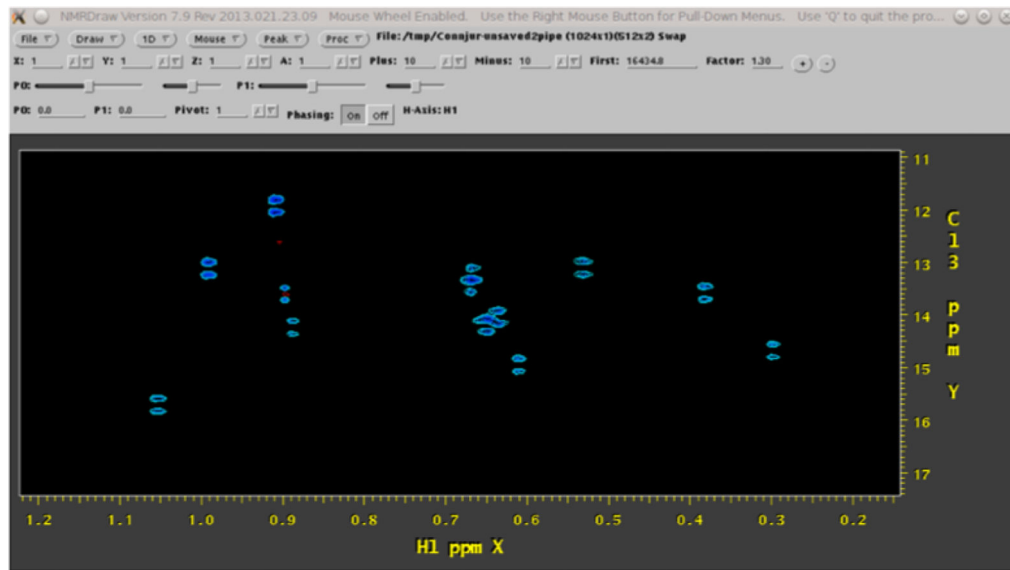 NMRDraw Version 7.9 Rev 2013.021.23.09 Mouse Wheel Enabled. Use the Right Mouse Button for Pull-Down Menus. Use 'Q' to quit the pro...
File Draw 1D Mouse Peak Proc File:/tmp/Connjur-unsaved2pipe (1024x1)(512x2) Swap
X: 1 Y: 1 Z: 1 A: 1 Plus: 10 Minus: 10 First: 16434.8 Factor: 1.30 + -
P0: P1:
P0: 0.0 P1: 0.0 Pivot: 1 Phasing: On Off H-Axis: H1
11
12
13
14
15
16
17
C13 ppm Y
1.2 1.1 1.0 0.9 0.8 0.7 0.6 0.5 0.4 0.3 0.2
H1 ppm X